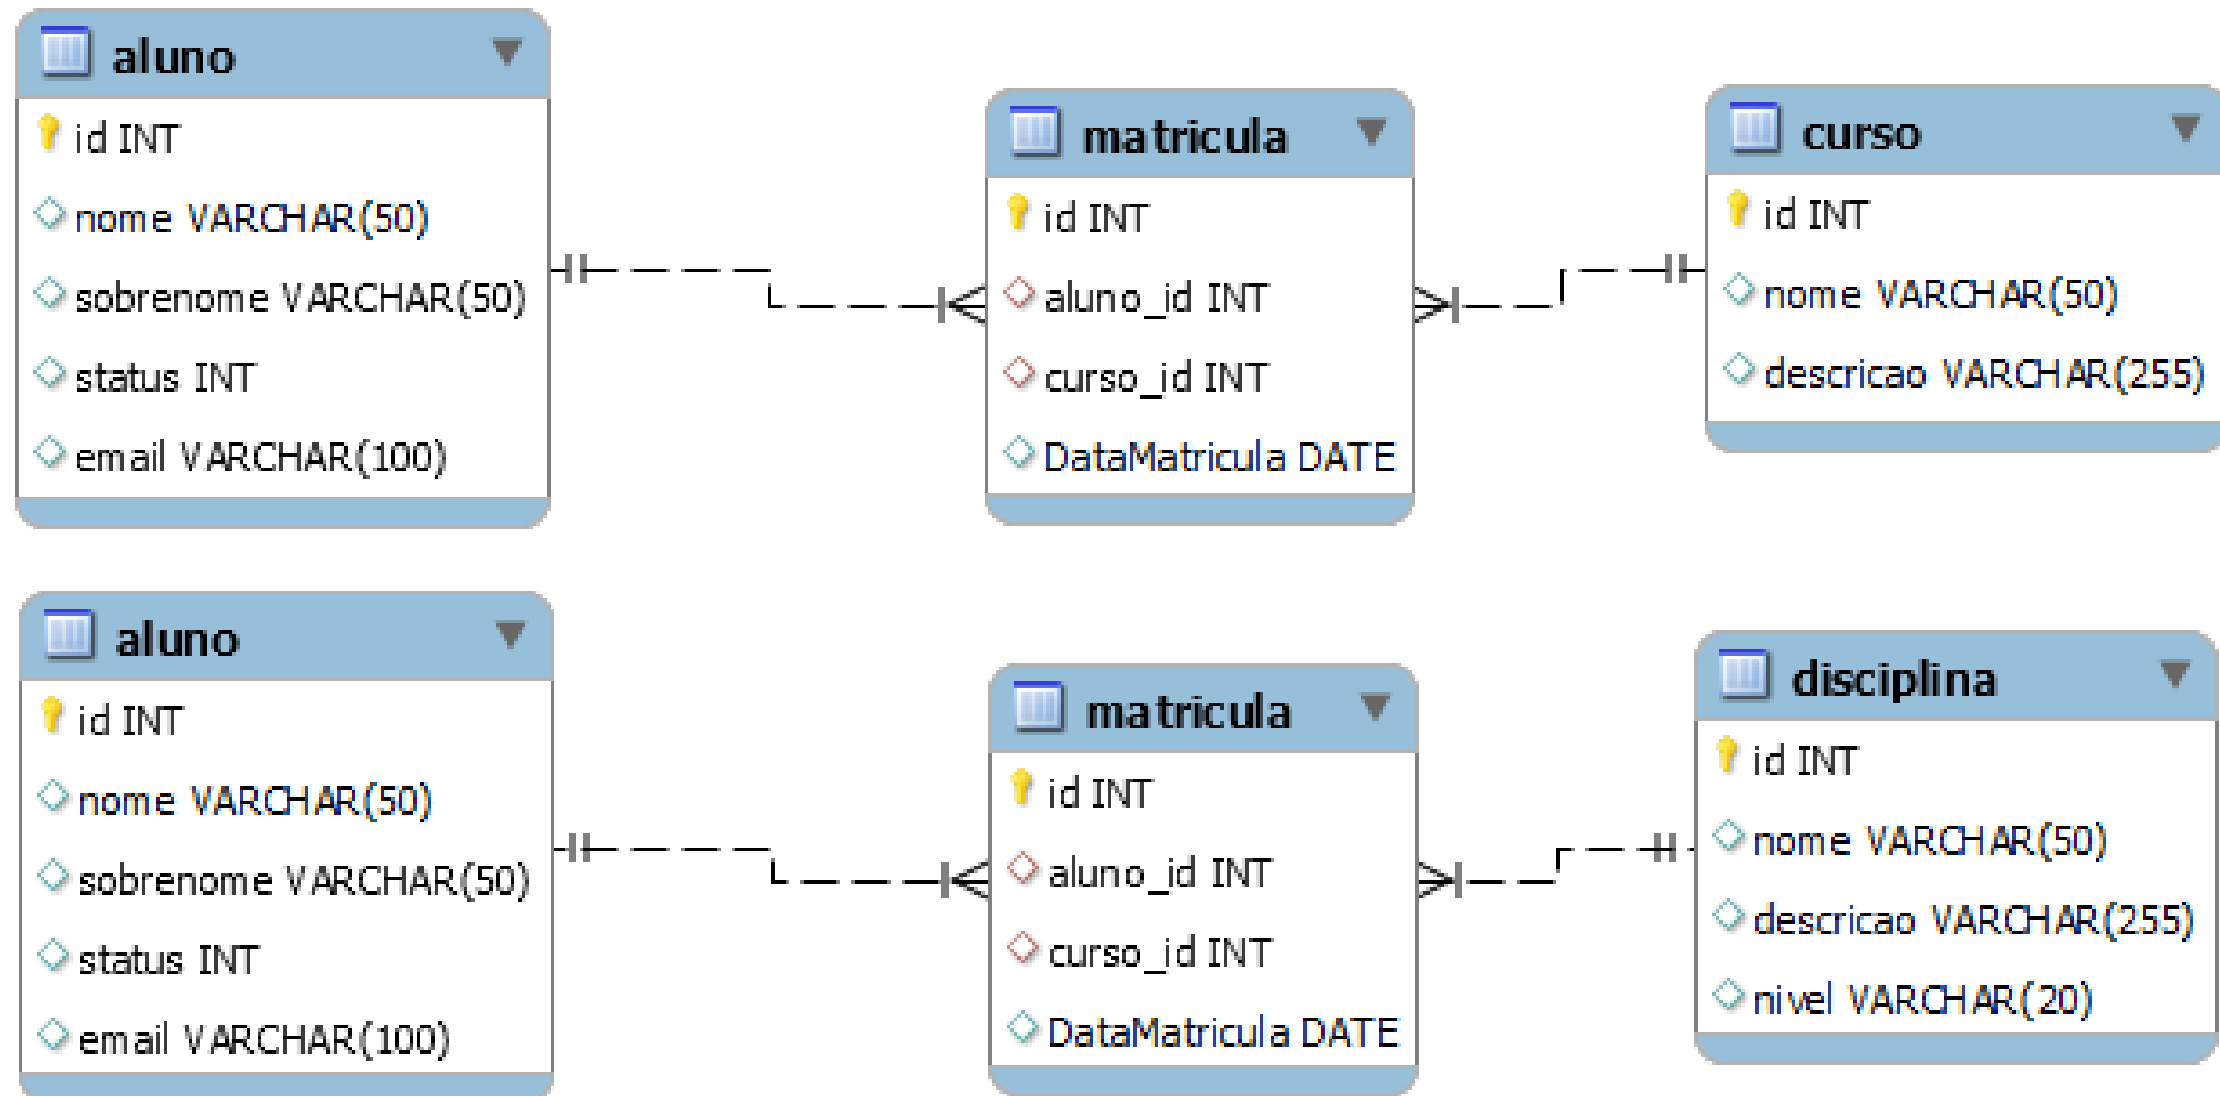 aluno
id INT
nome VARCHAR(50)
sobrenome VARCHAR(50)
status INT
email VARCHAR(100)
matricula
id INT
aluno_id INT
curso_id INT
DataMatricula DATE
curso
id INT
nome VARCHAR(50)
descricao VARCHAR(255)
aluno
id INT
nome VARCHAR(50)
sobrenome VARCHAR(50)
status INT
email VARCHAR(100)
matricula
id INT
aluno_id INT
curso_id INT
DataMatricula DATE
disciplina
id INT
nome VARCHAR(50)
descricao VARCHAR(255)
nivel VARCHAR(20)